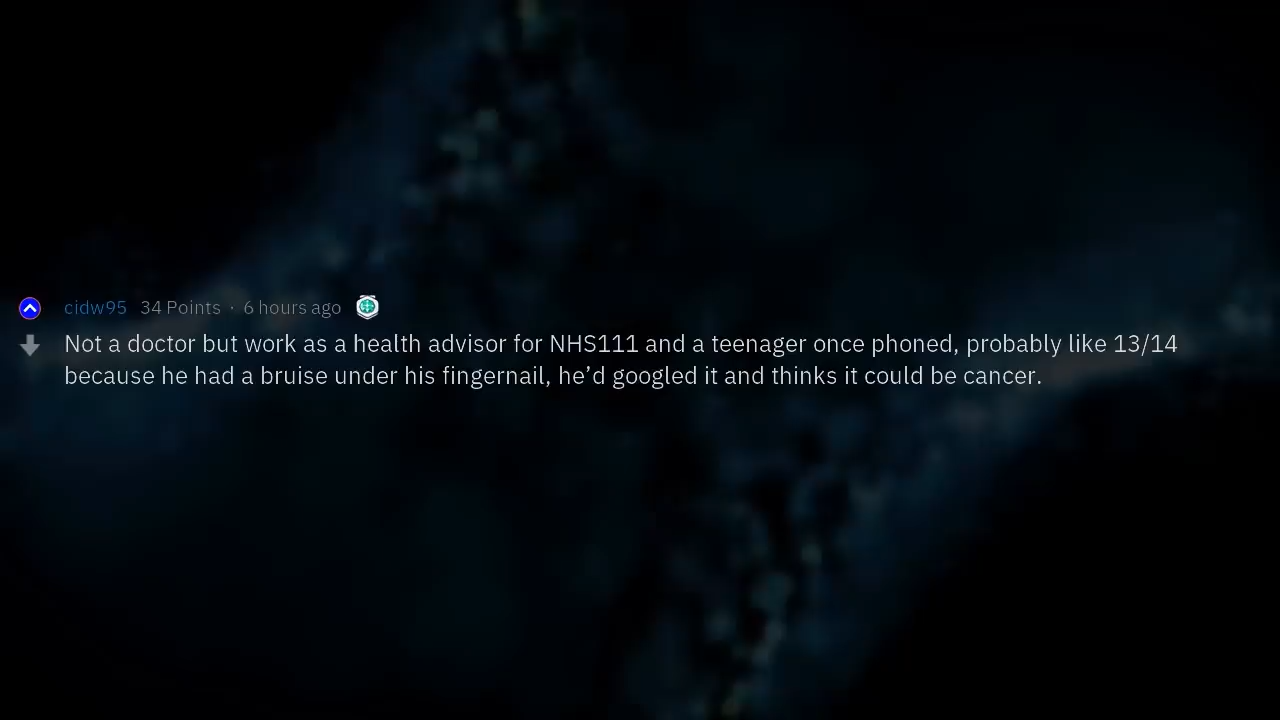 cidw95 34 Points · 6 hours ago
Not a doctor but work as a health advisor for NHS111 and a teenager once phoned, probably like 13/14
because he had a bruise under his fingernail, he’d googled it and thinks it could be cancer.